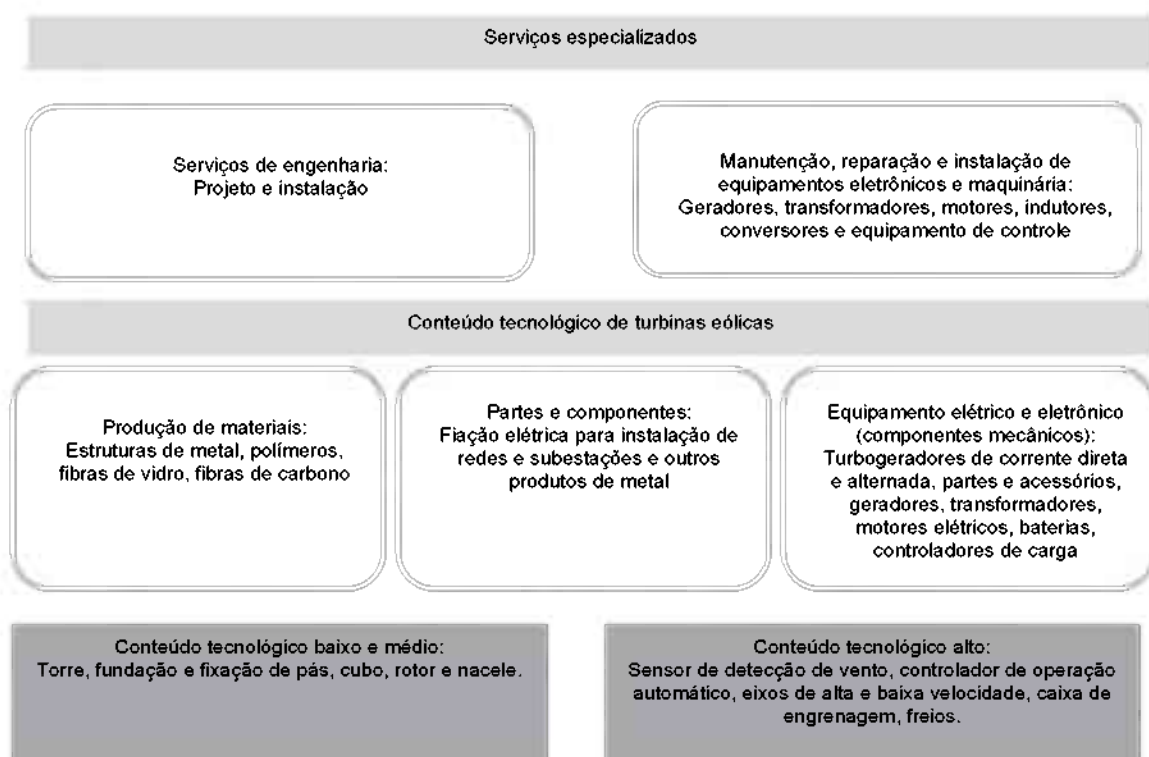 Serviços especializados
Serviços de engenharia:
Projeto e instalação
Manutenção, reparação e instalação de
equipamentos eletrônicos e maquinária:
Geradores, transformadores, motores, indutores,
conversores e equipamento de controle
Conteúdo tecnológico de turbinas eólicas
Produção de materiais:
Estruturas de metal, polímeros,
fibras de vidro, fibras de carbono
Partes e componentes:
Fiação elétrica para instalação de
redes e subestações e outros
produtos de metal
Equipamento elétrico e eletrônico
(componentes mecânicos):
Turbogeradores de corrente direta
e alternada, partes e acessórios,
geradores, transformadores,
motores elétricos, baterias,
controladores de carga
Conteúdo tecnológico baixo e médio:
Torre, fundação e fixação de pás, cubo, rotor e nacele.
Conteúdo tecnológico alto:
Sensor de detecção de vento, controlador de operação
automático, eixos de alta e baixa velocidade, caixa de
engrenagem, freios.